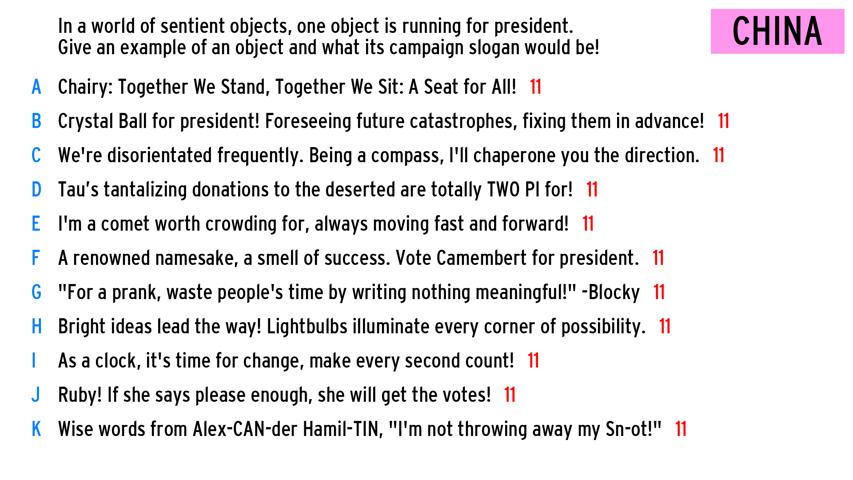 In a world of sentient objects, one object is running for president.
Give an example of an object and what its campaign slogan would be!
CHINA
A Chairy: Together We Stand, Together We Sit: A Seat for All! 11
B Crystal Ball for president! Foreseeing future catastrophes, fixing them in advance! 11
C We're disorientated frequently. Being a compass, I'll chaperone you the direction. 11
D Tau's tantalizing donations to the deserted are totally TWO PI for! 11
E I'm a comet worth crowding for, always moving fast and forward! 11
F A renowned namesake, a smell of success. Vote Camembert for president. 11
G "For a prank, waste people's time by writing nothing meaningful!" -Blocky 11
H Bright ideas lead the way! Lightbulbs illuminate every corner of possibility. 11
I As a clock, it's time for change, make every second count! 11
J Ruby! If she says please enough, she will get the votes! 11
K Wise words from Alex-CAN-der Hamil-TIN, "I'm not throwing away my Sn-ot!" 11